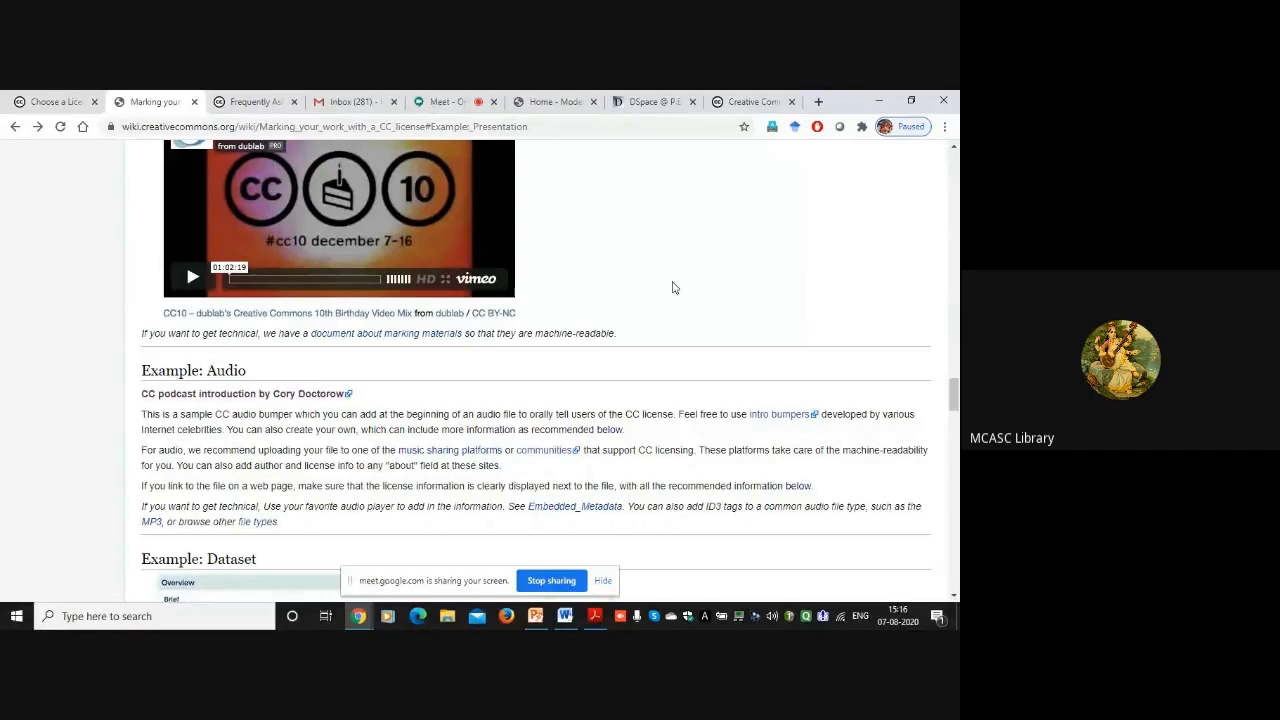 Choose a Lice
Marking your
Frequently As
Inbox (281) -
Meet - O
Home - Mode
DSpace @ P.E
Creative Com
wiki.creativecommons.org/wiki/Marking_your_work_with_a_CC_license#Example:_Presentation
Paused
from dublab PRO
CC 10
#cc10 december 7-16
01:02:19
HD vimeo
CC10 – dublab's Creative Commons 10th Birthday Video Mix from dublab / CC BY-NC
If you want to get technical, we have a document about marking materials so that they are machine-readable.
Example: Audio
CC podcast introduction by Cory Doctorow
This is a sample CC audio bumper which you can add at the beginning of an audio file to orally tell users of the CC license. Feel free to use intro bumpers developed by various
Internet celebrities. You can also create your own, which can include more information as recommended below.
For audio, we recommend uploading your file to one of the music sharing platforms or communities that support CC licensing. These platforms take care of the machine-readability
for you. You can also add author and license info to any "about" field at these sites.
If you link to the file on a web page, make sure that the license information is clearly displayed next to the file, with all the recommended information below.
If you want to get technical, Use your favorite audio player to add in the information. See Embedded_Metadata. You can also add ID3 tags to a common audio file type, such as the
MP3, or browse other file types.
Example: Dataset
Overview
Brief
meet.google.com is sharing your screen.
Stop sharing
Hide
Type here to search
ENG
15:16
07-08-2020
MCASC Library